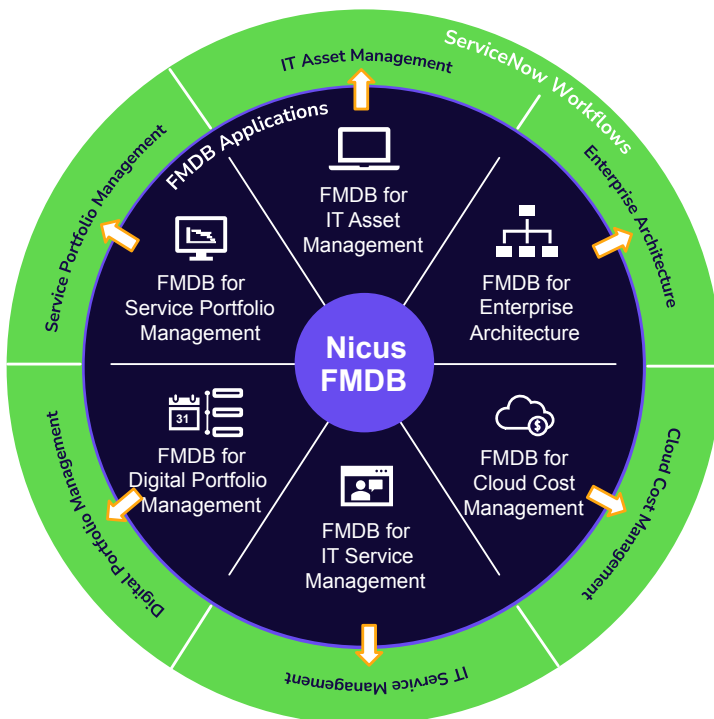 ServiceNow Workflows
IT Asset Management
Enterprise Architecture
Cloud Cost Management
IT Service Management
Digital Portfolio Management
Service Portfolio Management
FMDB Applications
FMDB for
IT Asset
Management
FMDB for
Enterprise
Architecture
FMDB for
Cloud Cost
Management
$
FMDB for
IT Service
Management
FMDB for
Digital Portfolio
Management
31
FMDB for
Service Portfolio
Management
Nicus
FMDB